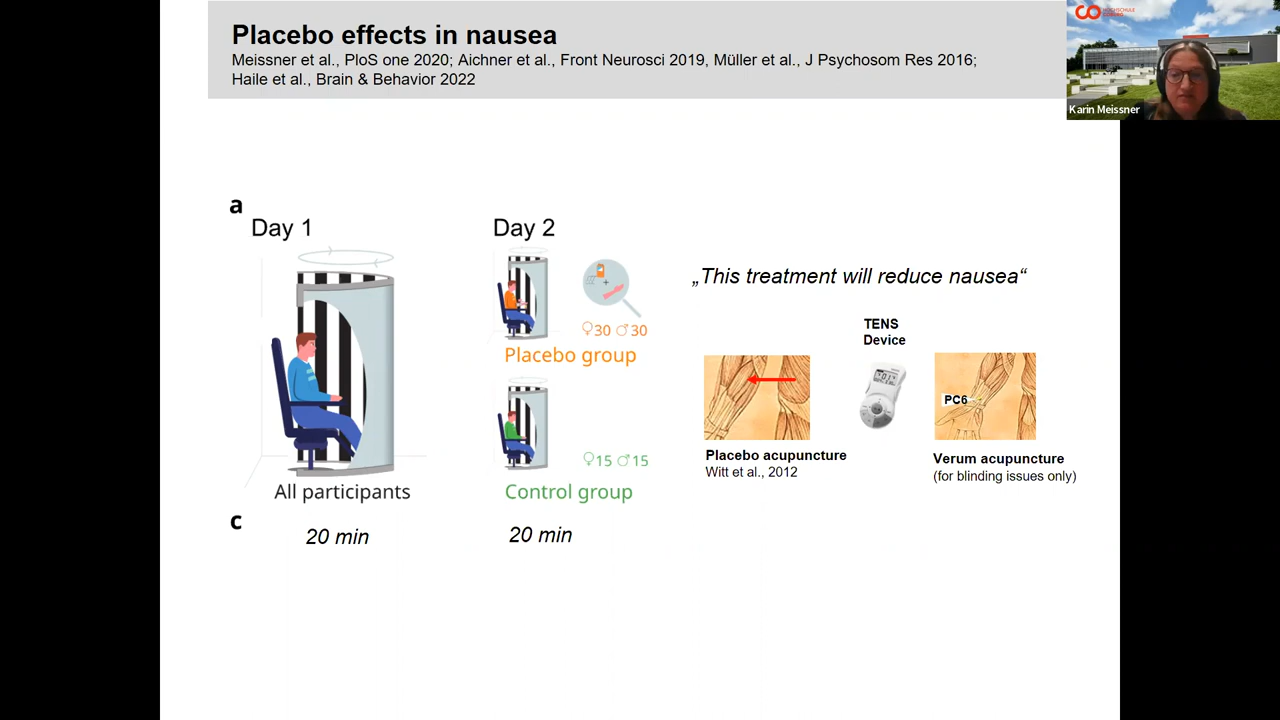 Placebo effects in nausea
Meissner et al., PloS one 2020; Aichner et al., Front Neurosci 2019, Müller et al., J Psychosom Res 2016;
Haile et al., Brain & Behavior 2022
CO HOCHSCHULE
Karin Meissner
a
Day 1
Day 2
„This treatment will reduce nausea“
♀30 ♂30
Placebo group
TENS
Device
PC6
♀15 ♂15
Placebo acupuncture
Witt et al., 2012
Verum acupuncture
(for blinding issues only)
All participants
Control group
c
20 min
20 min